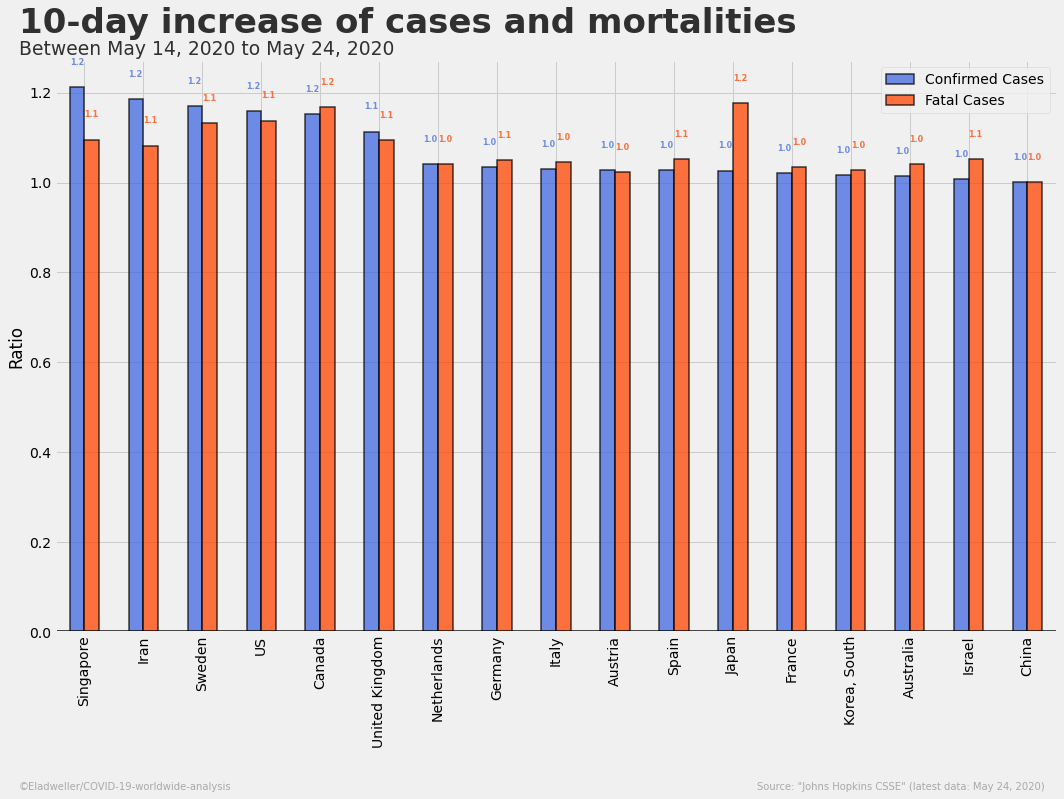 10-day increase of cases and mortalities
Between May 14, 2020 to May 24, 2020
Confirmed Cases
Fatal Cases
1.2 1.1 1.2 1.1 1.2 1.1 1.2 1.1 1.2 1.2 1.1 1.1 1.0 1.0 1.0 1.1 1.0 1.0 1.0 1.0 1.0 1.1 1.0 1.2 1.0 1.0 1.0 1.0 1.0 1.0 1.0 1.1 1.0 1.0
Ratio
1.2
1.0
0.8
0.6
0.4
0.2
0.0
Singapore
Iran
Sweden
US
Canada
United Kingdom
Netherlands
Germany
Italy
Austria
Spain
Japan
France
Korea, South
Australia
Israel
China
©Eladweller/COVID-19-worldwide-analysis
Source: "Johns Hopkins CSSE" (latest data: May 24, 2020)